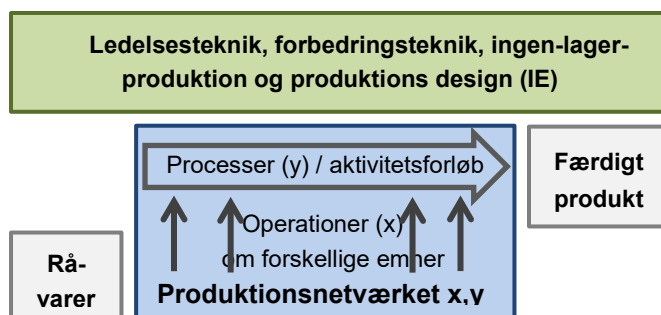 Ledelsesteknik, forbedringsteknik, ingen-lager-
produktion og produktions design (IE)
Processer (y) / aktivitetsforløb
Færdigt
produkt
Operationer (x)
om forskellige emner
Rå-
varer
Produktionsnetværket x,y